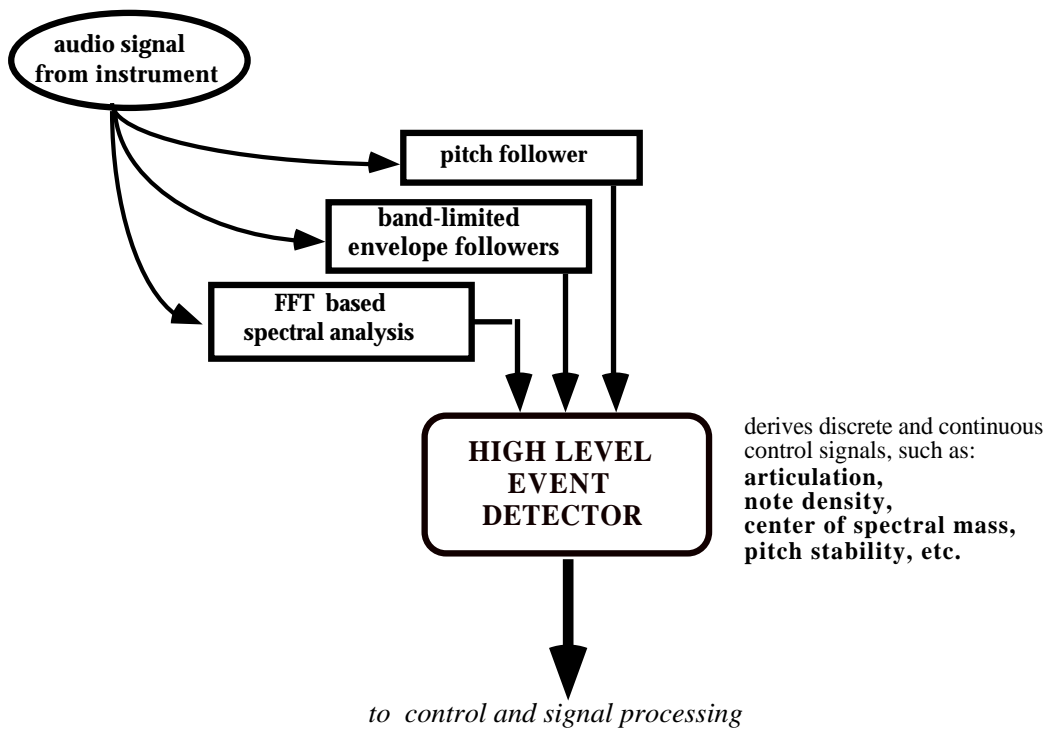 audio signal
from instrument
pitch follower
band-limited
envelope followers
FFT based
spectral analysis
HIGH LEVEL
EVENT
DETECTOR
derives discrete and continuous
control signals, such as:
articulation,
note density,
center of spectral mass,
pitch stability, etc.
to control and signal processing